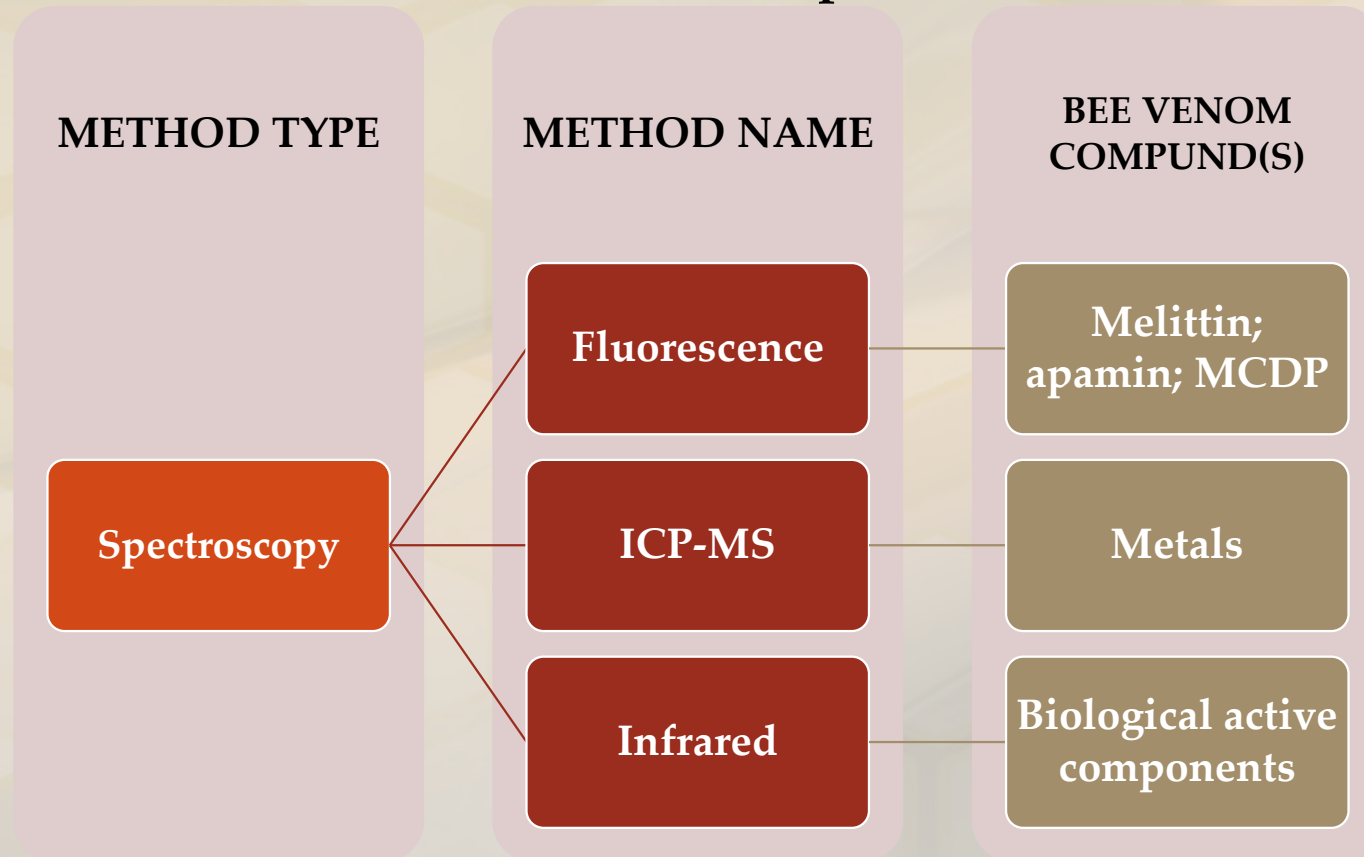 METHOD TYPE
METHOD NAME
BEE VENOM
COMPUND(S)
Spectroscopy
Fluorescence
Melittin;
apamin; MCDP
ICP-MS
Metals
Infrared
Biological active
components